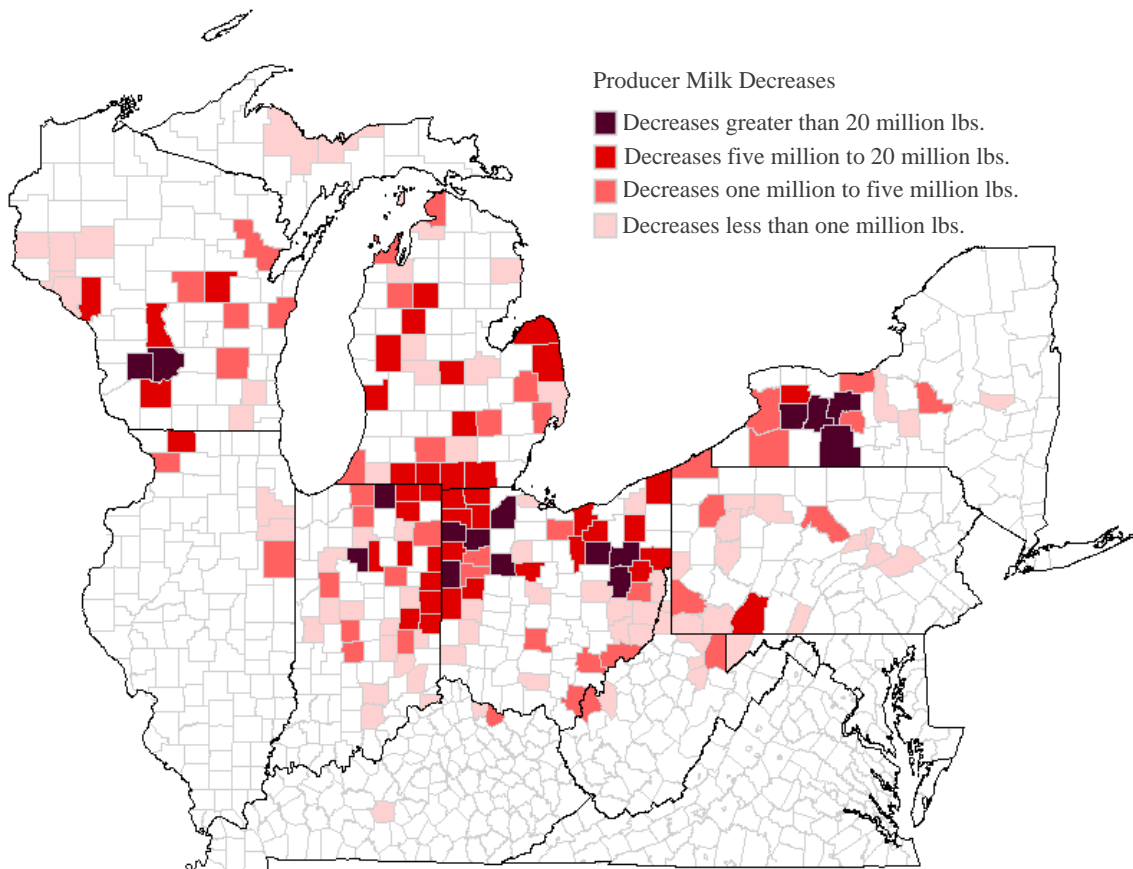 Producer Milk Decreases
Decreases greater than 20 million lbs.
Decreases five million to 20 million lbs.
Decreases one million to five million lbs.
Decreases less than one million lbs.